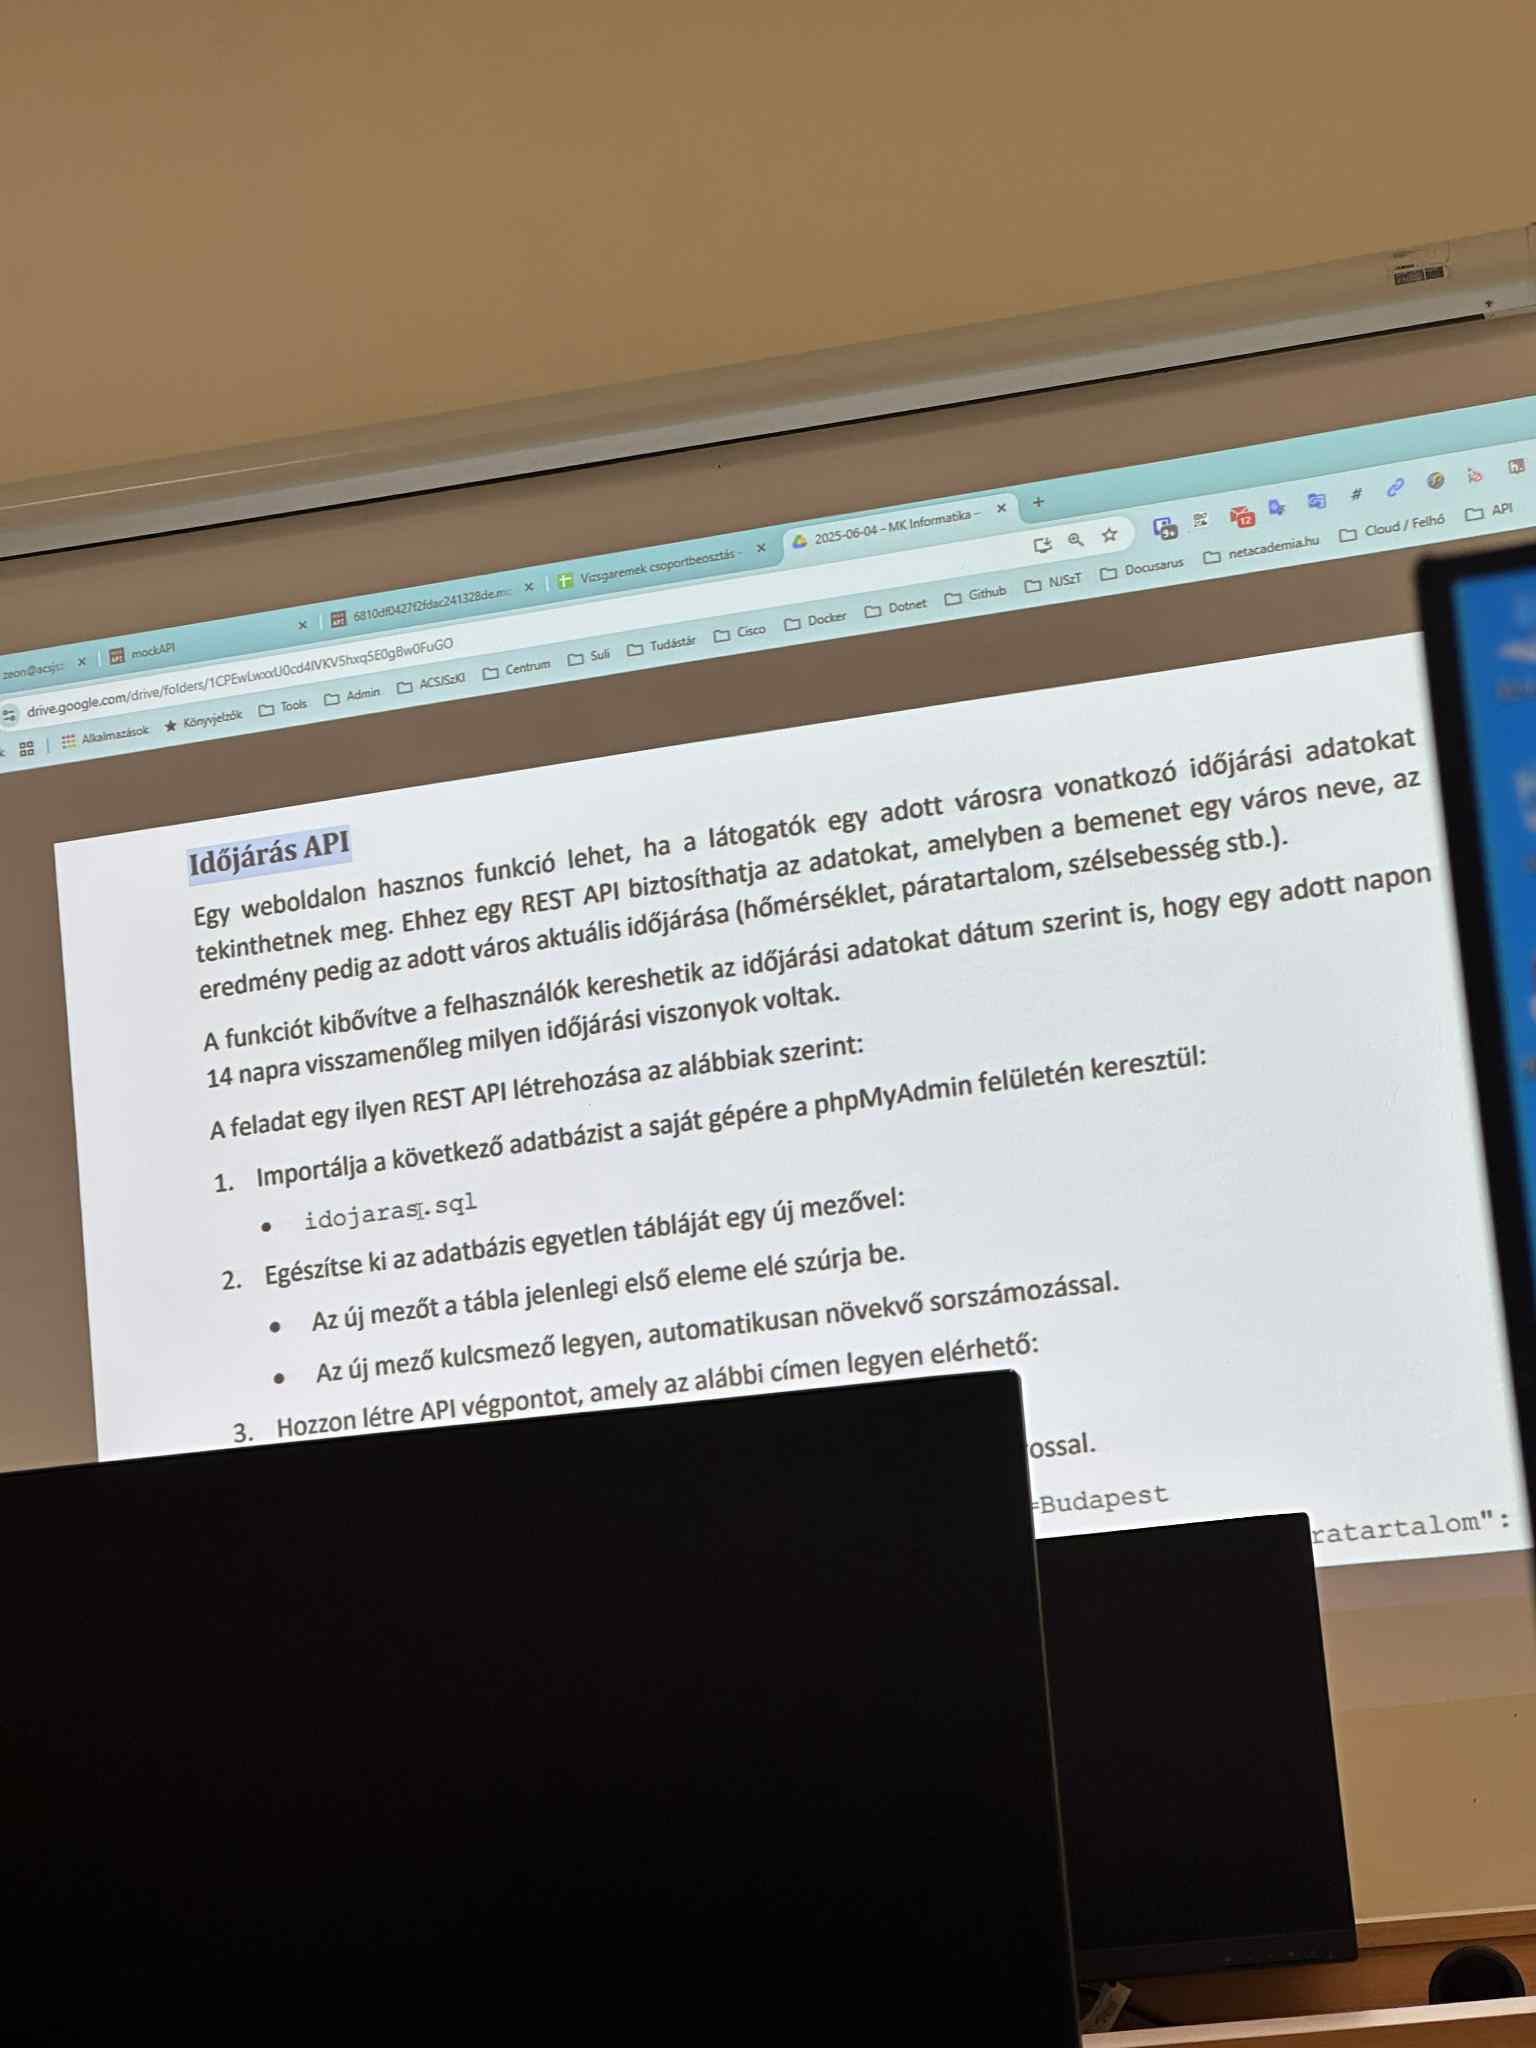 zeon@acsjsz
mockAPI
6810df0427f2fdac241328de.mo
Vizsgaremek csoportbeosztás -
2025-06-04 – MK Informatika –
drive.google.com/drive/folders/1CPEwLwxxU0cd4IVKV5hxq5E0gBw0FuGO
12
Alkalmazások
Könyvjelzők
Tools
Admin
ACSJSzKI
Centrum
Suli
Tudástár
Cisco
Docker
Dotnet
Github
NJSzT
Docusarus
netacademia.hu
Cloud / Felhő
API
Időjárás API
Egy weboldalon hasznos funkció lehet, ha a látogatók egy adott városra vonatkozó időjárási adatokat
tekinthetnek meg. Ehhez egy REST API biztosíthatja az adatokat, amelyben a bemenet egy város neve, az
eredmény pedig az adott város aktuális időjárása (hőmérséklet, páratartalom, szélsebesség stb.).
A funkciót kibővítve a felhasználók kereshetik az időjárási adatokat dátum szerint is, hogy egy adott napon
14 napra visszamenőleg milyen időjárási viszonyok voltak.
A feladat egy ilyen REST API létrehozása az alábbiak szerint:
1. Importálja a következő adatbázist a saját gépére a phpMyAdmin felületén keresztül:
• idojaras.sql
2. Egészítse ki az adatbázis egyetlen tábláját egy új mezővel:
• Az új mezőt a tábla jelenlegi első eleme elé szúrja be.
• Az új mező kulcsmező legyen, automatikusan növekvő sorszámozással.
3. Hozzon létre API végpontot, amely az alábbi címen legyen elérhető:
ossal.
=Budapest
ratartalom":